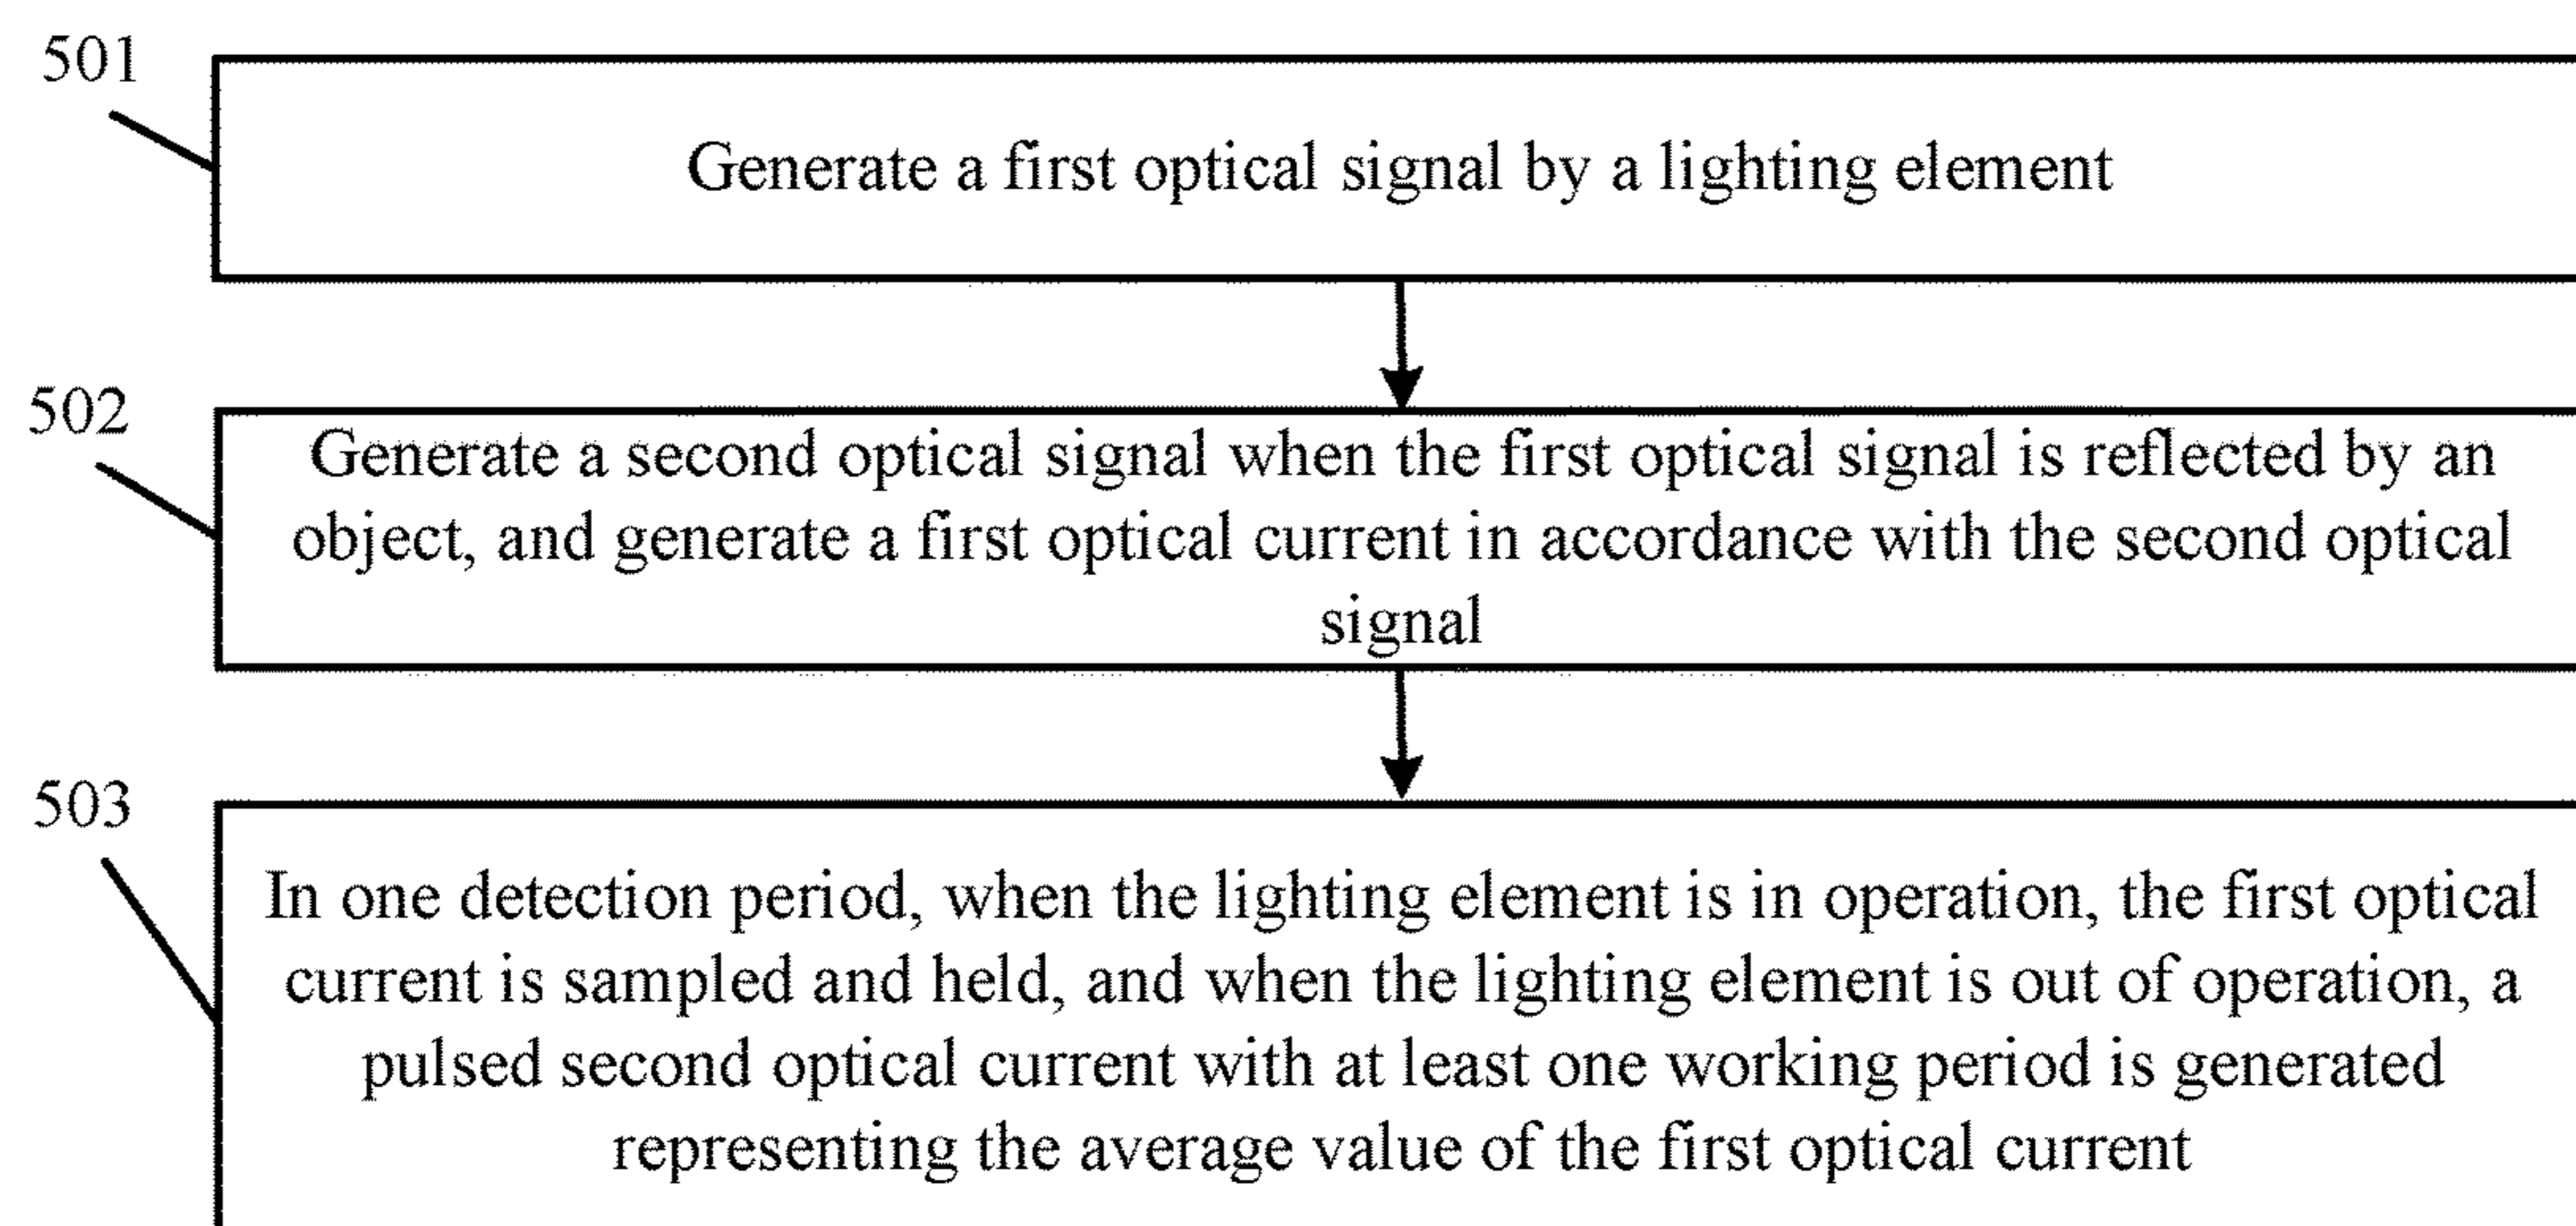 501
Generate a first optical signal by a lighting element
502
Generate a second optical signal when the first optical signal is reflected by an
object, and generate a first optical current in accordance with the second optical
signal
503
In one detection period, when the lighting element is in operation, the first optical
current is sampled and held, and when the lighting element is out of operation, a
pulsed second optical current with at least one working period is generated
representing the average value of the first optical current